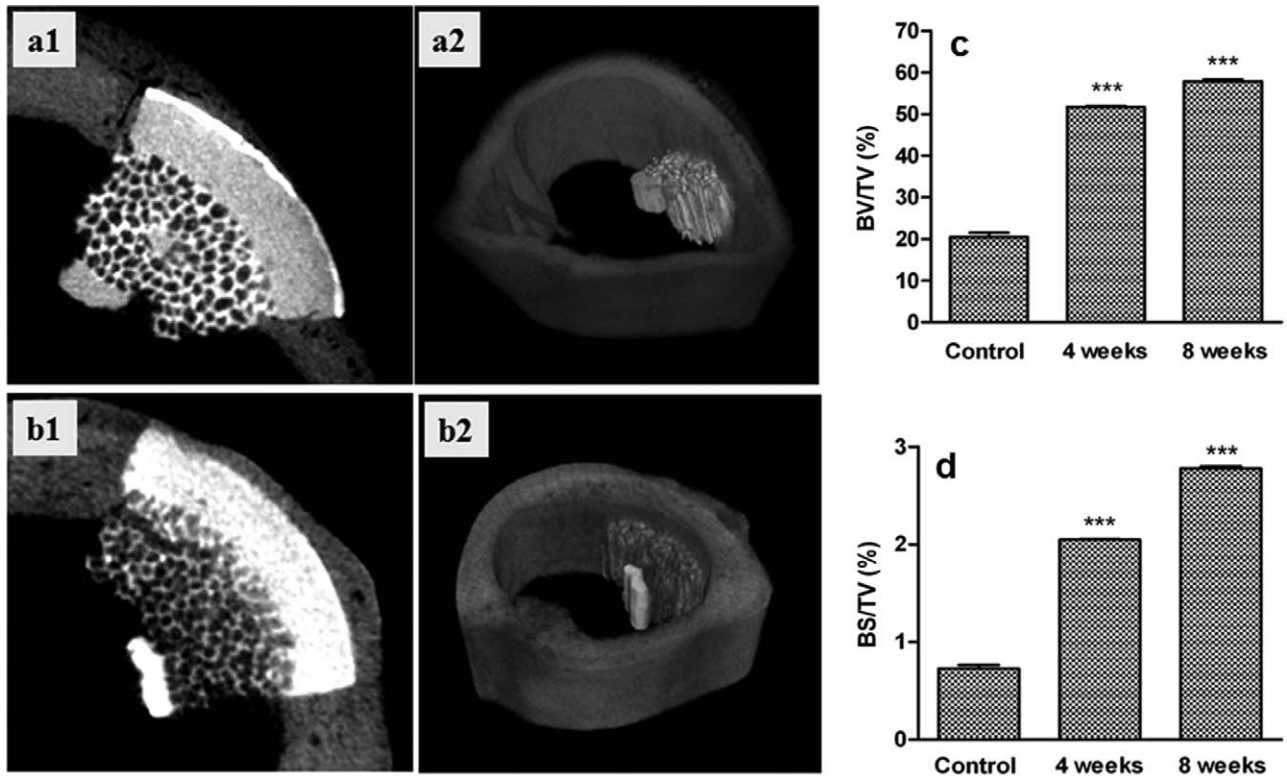 a1
a2
b1
b2
c
BV/TV (%)
70
60
50
40
30
20
10
0
***
***
Control 4 weeks 8 weeks
d
BS/TV (%)
3
2
1
0
***
***
Control 4 weeks 8 weeks